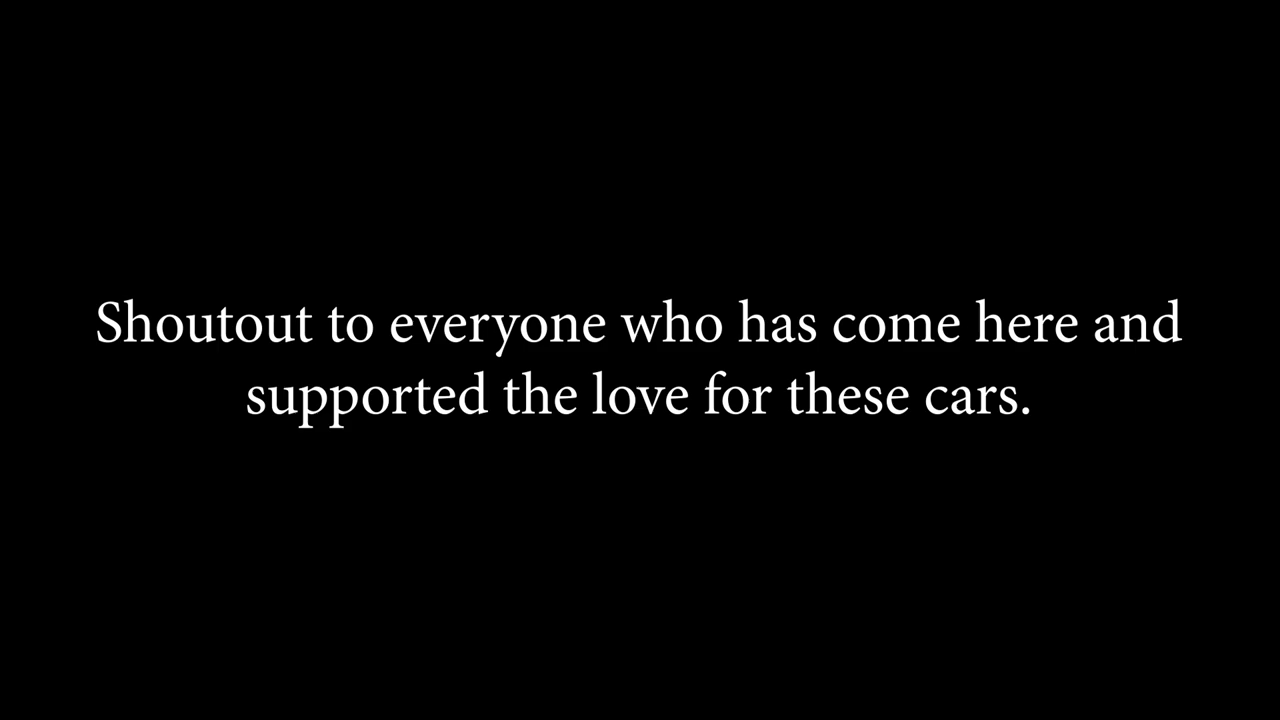 Shoutout to everyone who has come here and
supported the love for these cars.